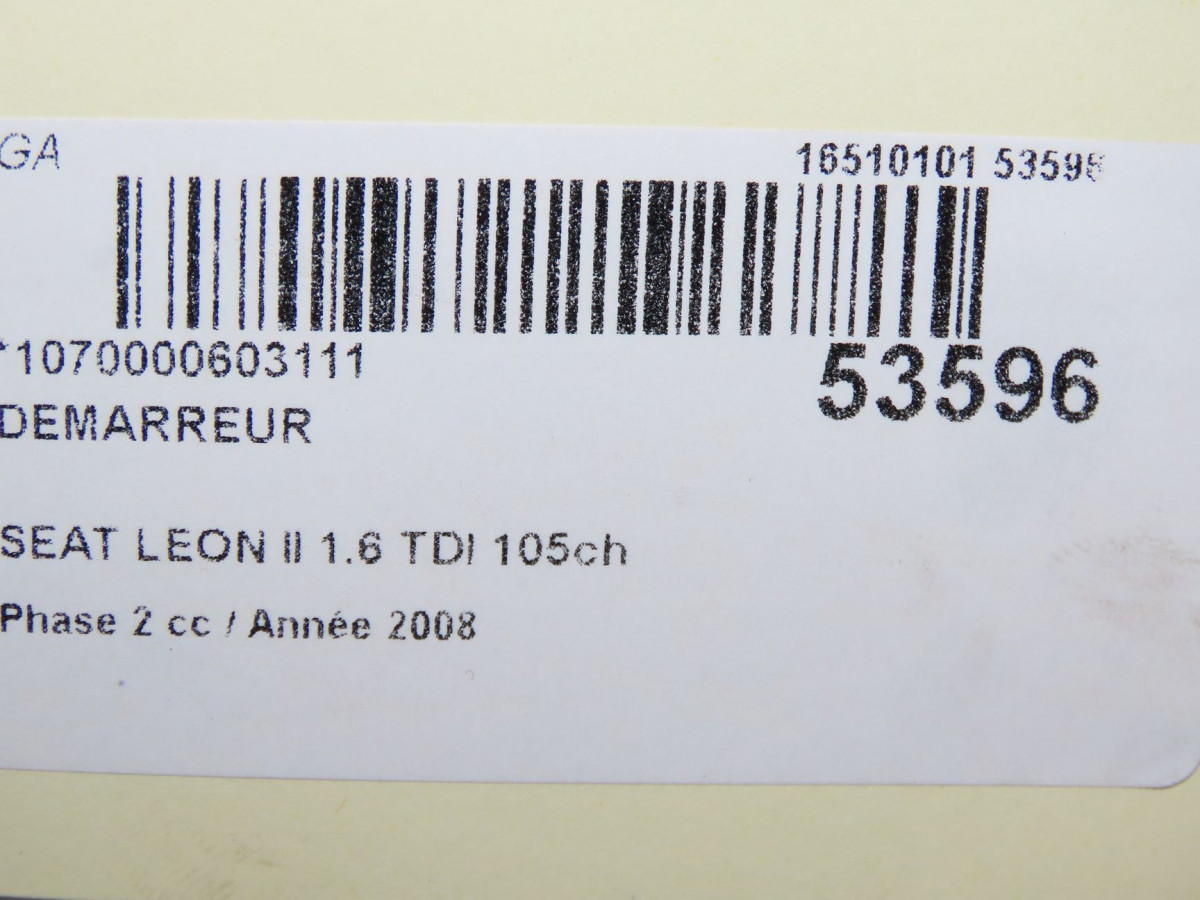 GA
16510101 53596
*1070000603111
53596
DEMARREUR
SEAT LEON II 1.6 TDI 105ch
Phase 2 cc / Année 2008